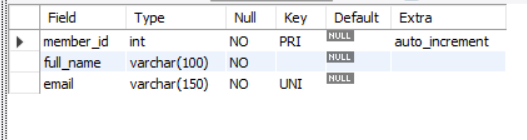 Field Type Null Key Default Extra
member_id int NO PRI NULL auto_increment
full_name varchar(100) NO NULL
email varchar(150) NO UNI NULL